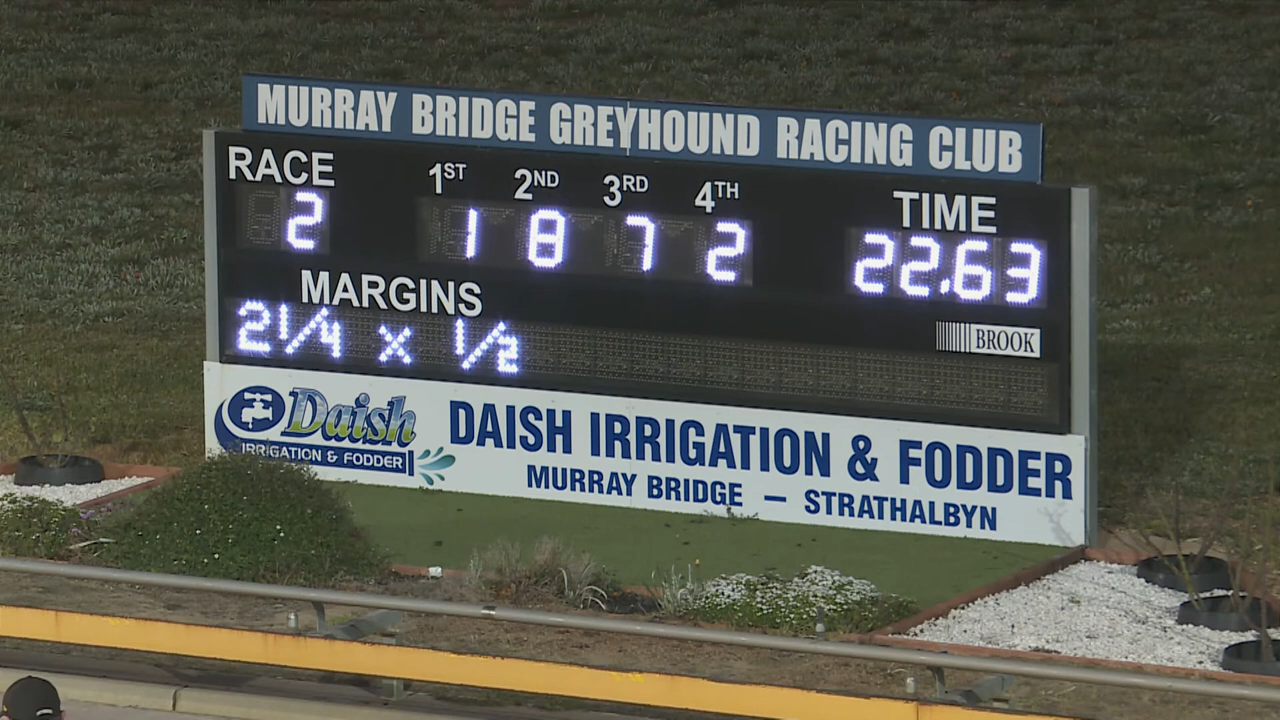 MURRAY BRIDGE GREYHOUND RACING CLUB
RACE 1ST 2ND 3RD 4TH TIME
2 1 8 7 2 22.63
MARGINS
2 1/4 x 1/2
BROOK
Daish
IRRIGATION & FODDER
DAISH IRRIGATION & FODDER
MURRAY BRIDGE – STRATHALBYN